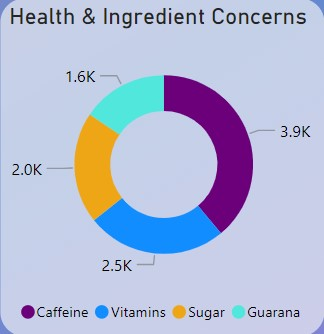 Health & Ingredient Concerns
1.6K
3.9K
2.0K
2.5K
Caffeine Vitamins Sugar Guarana